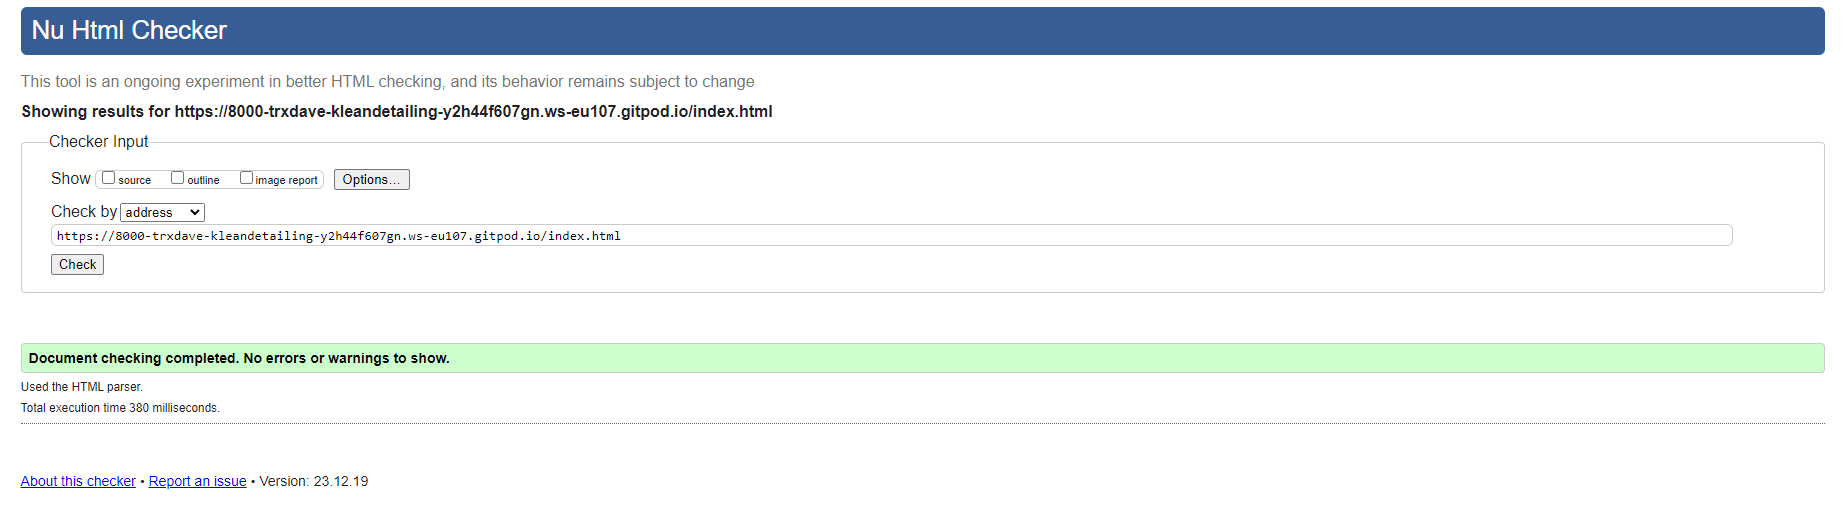 Nu Html Checker
This tool is an ongoing experiment in better HTML checking, and its behavior remains subject to change
Showing results for https://8000-trxdave-kleandetailing-y2h44f607gn.ws-eu107.gitpod.io/index.html
Checker Input
Show source outline image report Options...
Check by address
https://8000-trxdave-kleandetailing-y2h44f607gn.ws-eu107.gitpod.io/index.html
Check
Document checking completed. No errors or warnings to show.
Used the HTML parser.
Total execution time 380 milliseconds.
About this checker • Report an issue • Version: 23.12.19